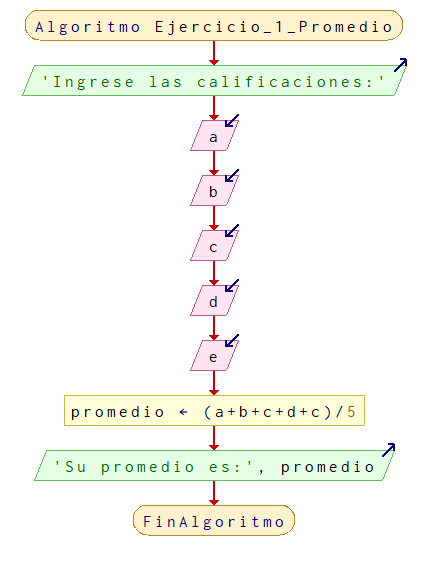 Algoritmo Ejercicio_1_Promedio
'Ingrese las calificaciones:'
a
b
c
d
e
promedio ← (a+b+c+d+c)/5
'Su promedio es:', promedio
FinAlgoritmo